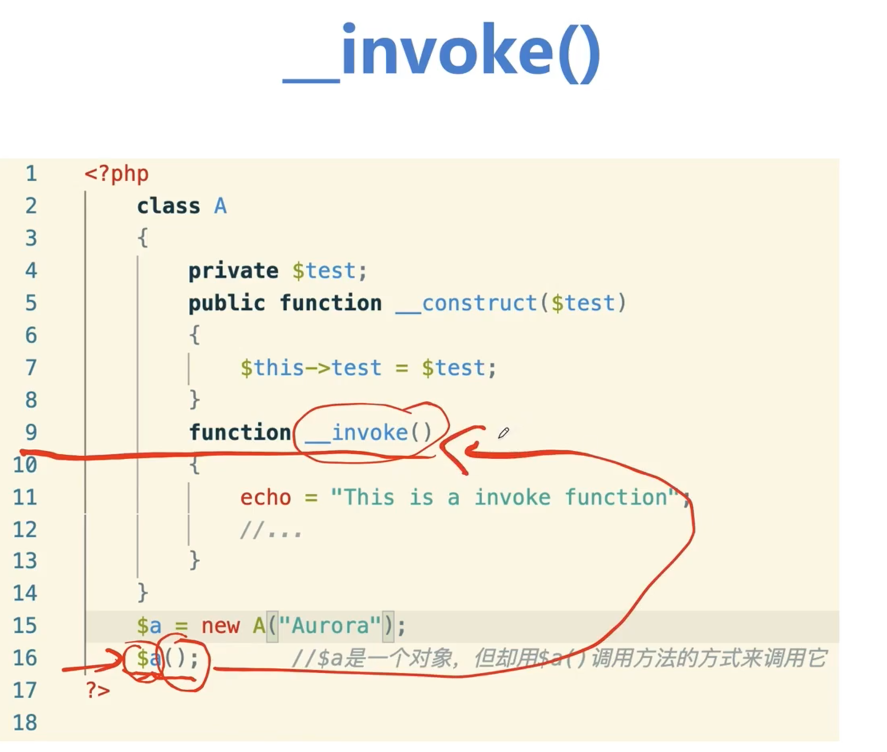 __invoke()
1 <?php
2 class A
3 {
4 private $test;
5 public function __construct($test)
6 {
7 $this->test = $test;
8 }
9 function __invoke()
10 {
11 echo = "This is a invoke function";
12 //...
13 }
14 }
15 $a = new A("Aurora");
16 $a(); //$a是一个对象，但却用$a()调用方法的方式来调用它
17 ?>
18